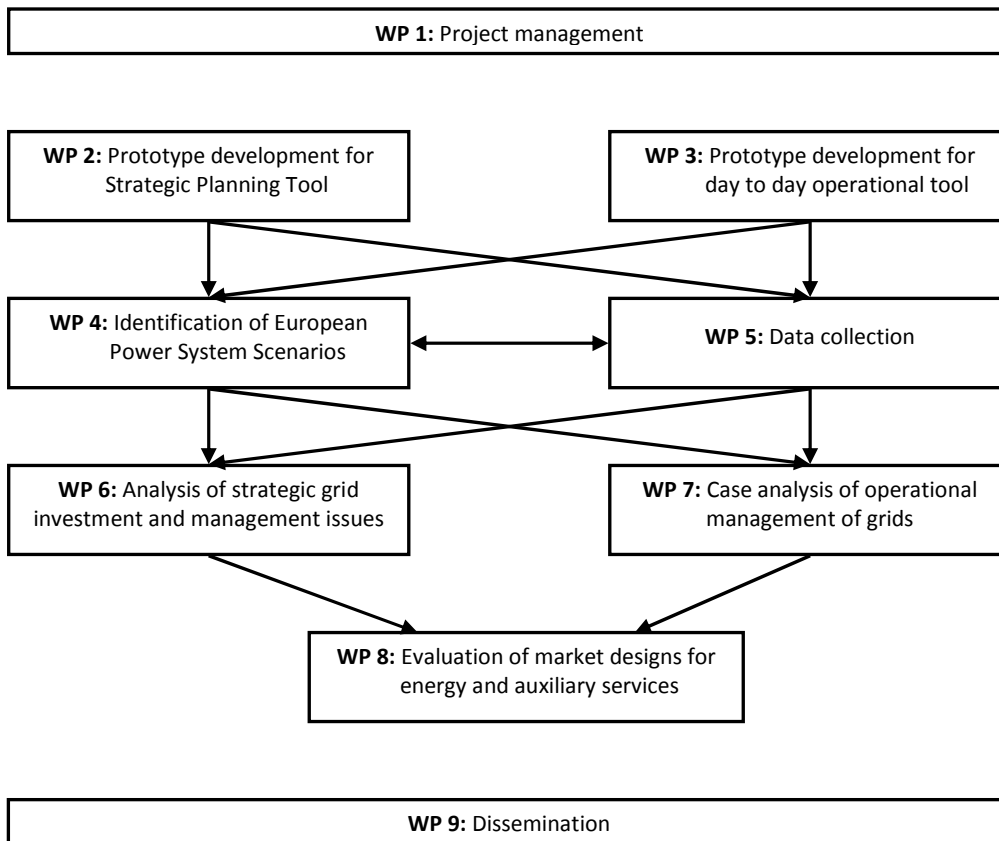 WP 1: Project management
WP 2: Prototype development for
Strategic Planning Tool
WP 3: Prototype development for
day to day operational tool
WP 4: Identification of European
Power System Scenarios
WP 5: Data collection
WP 6: Analysis of strategic grid
investment and management issues
WP 7: Case analysis of operational
management of grids
WP 8: Evaluation of market designs for
energy and auxiliary services
WP 9: Dissemination